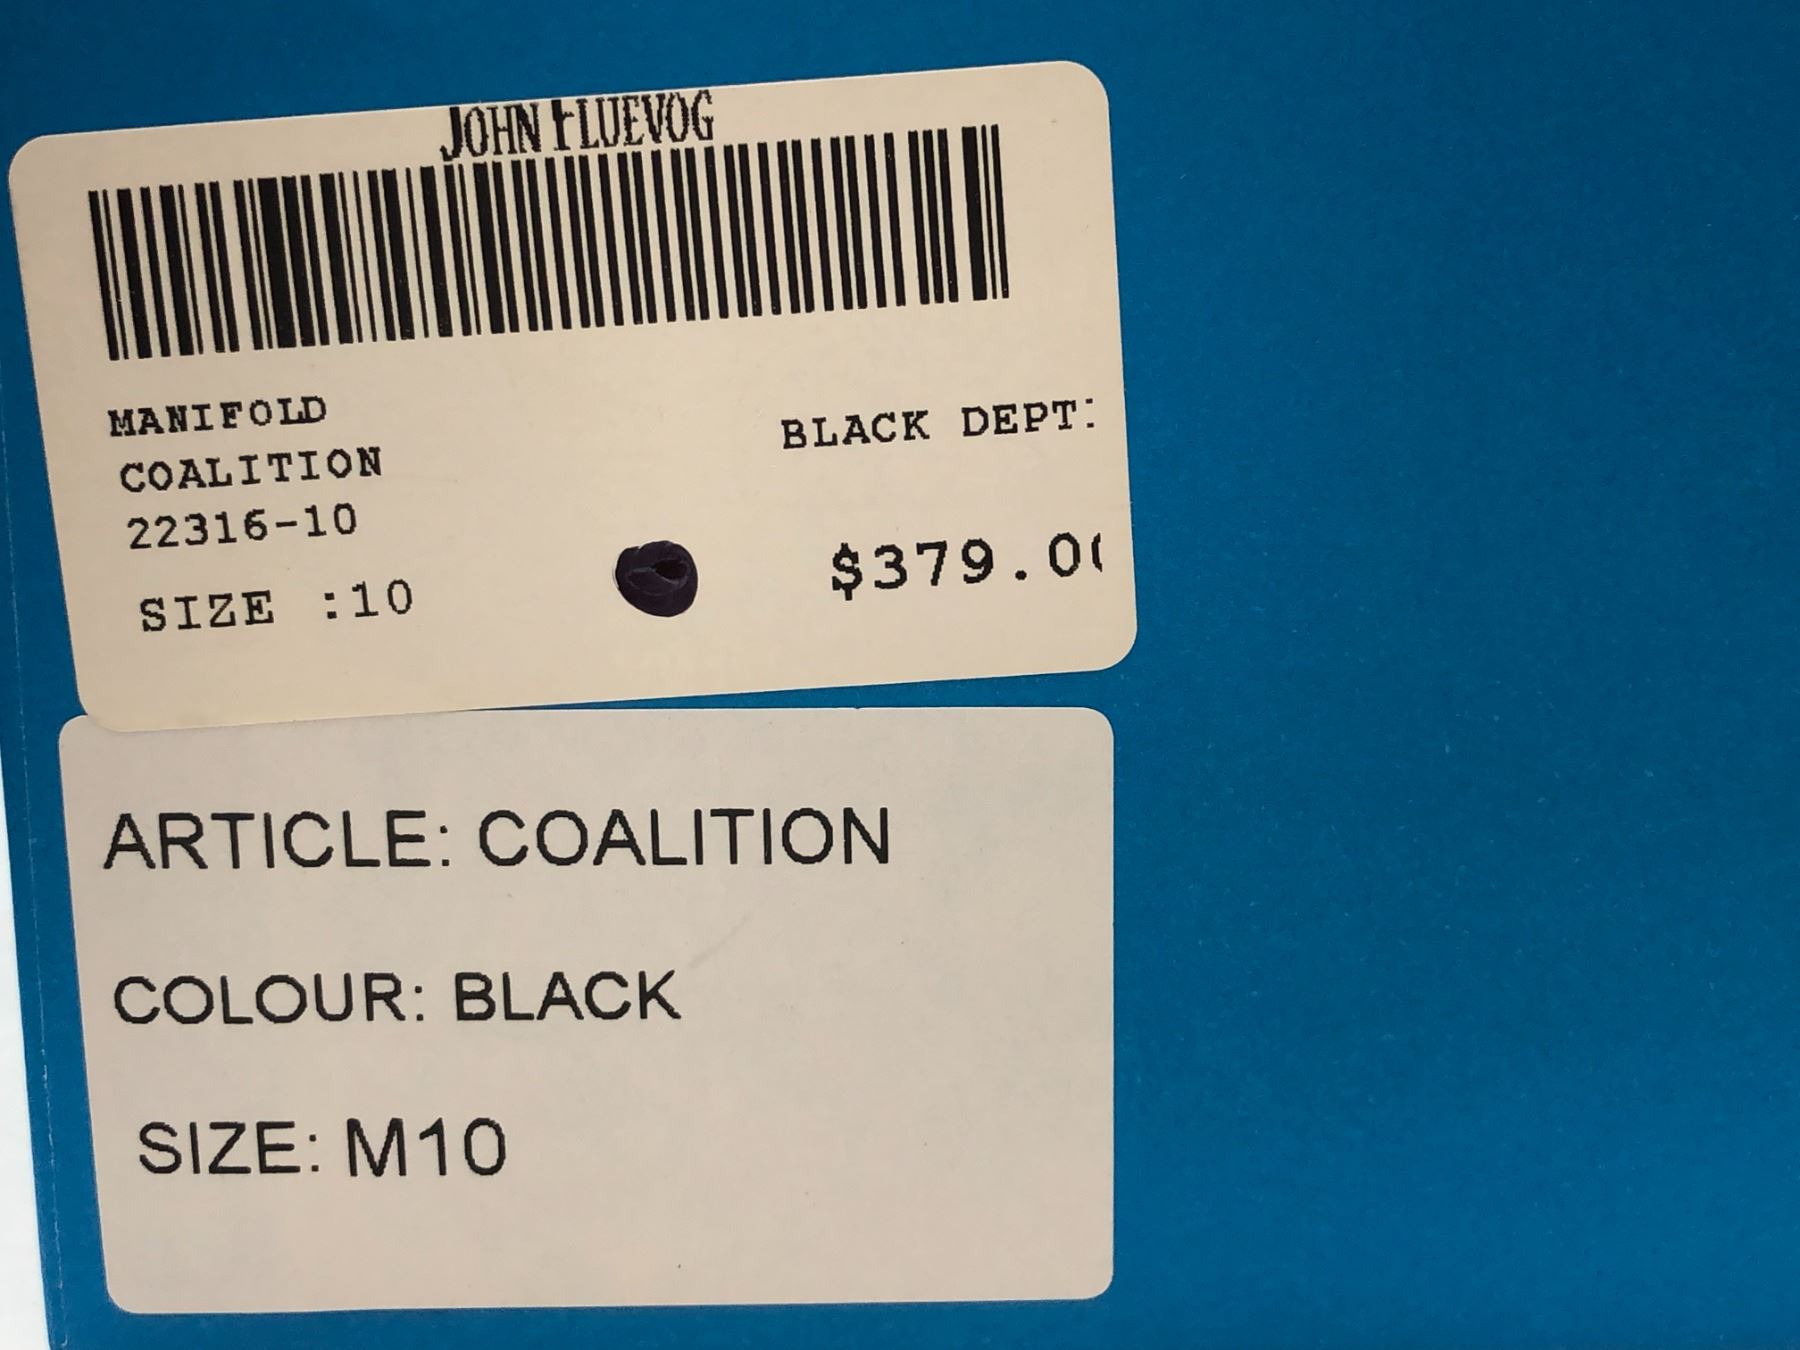 JOHN FLUEVOG
MANIFOLD
COALITION
22316-10
SIZE :10
BLACK DEPT:
$379.0
ARTICLE: COALITION
COLOUR: BLACK
SIZE: M10